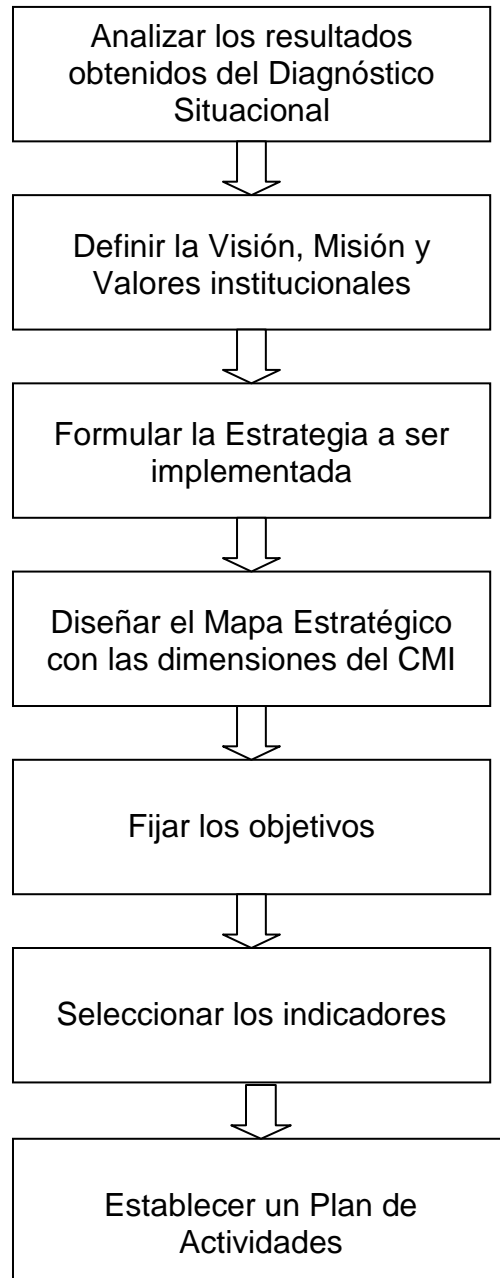 Analizar los resultados
obtenidos del Diagnóstico
Situacional
Definir la Visión, Misión y
Valores institucionales
Formular la Estrategia a ser
implementada
Diseñar el Mapa Estratégico
con las dimensiones del CMI
Fijar los objetivos
Seleccionar los indicadores
Establecer un Plan de
Actividades